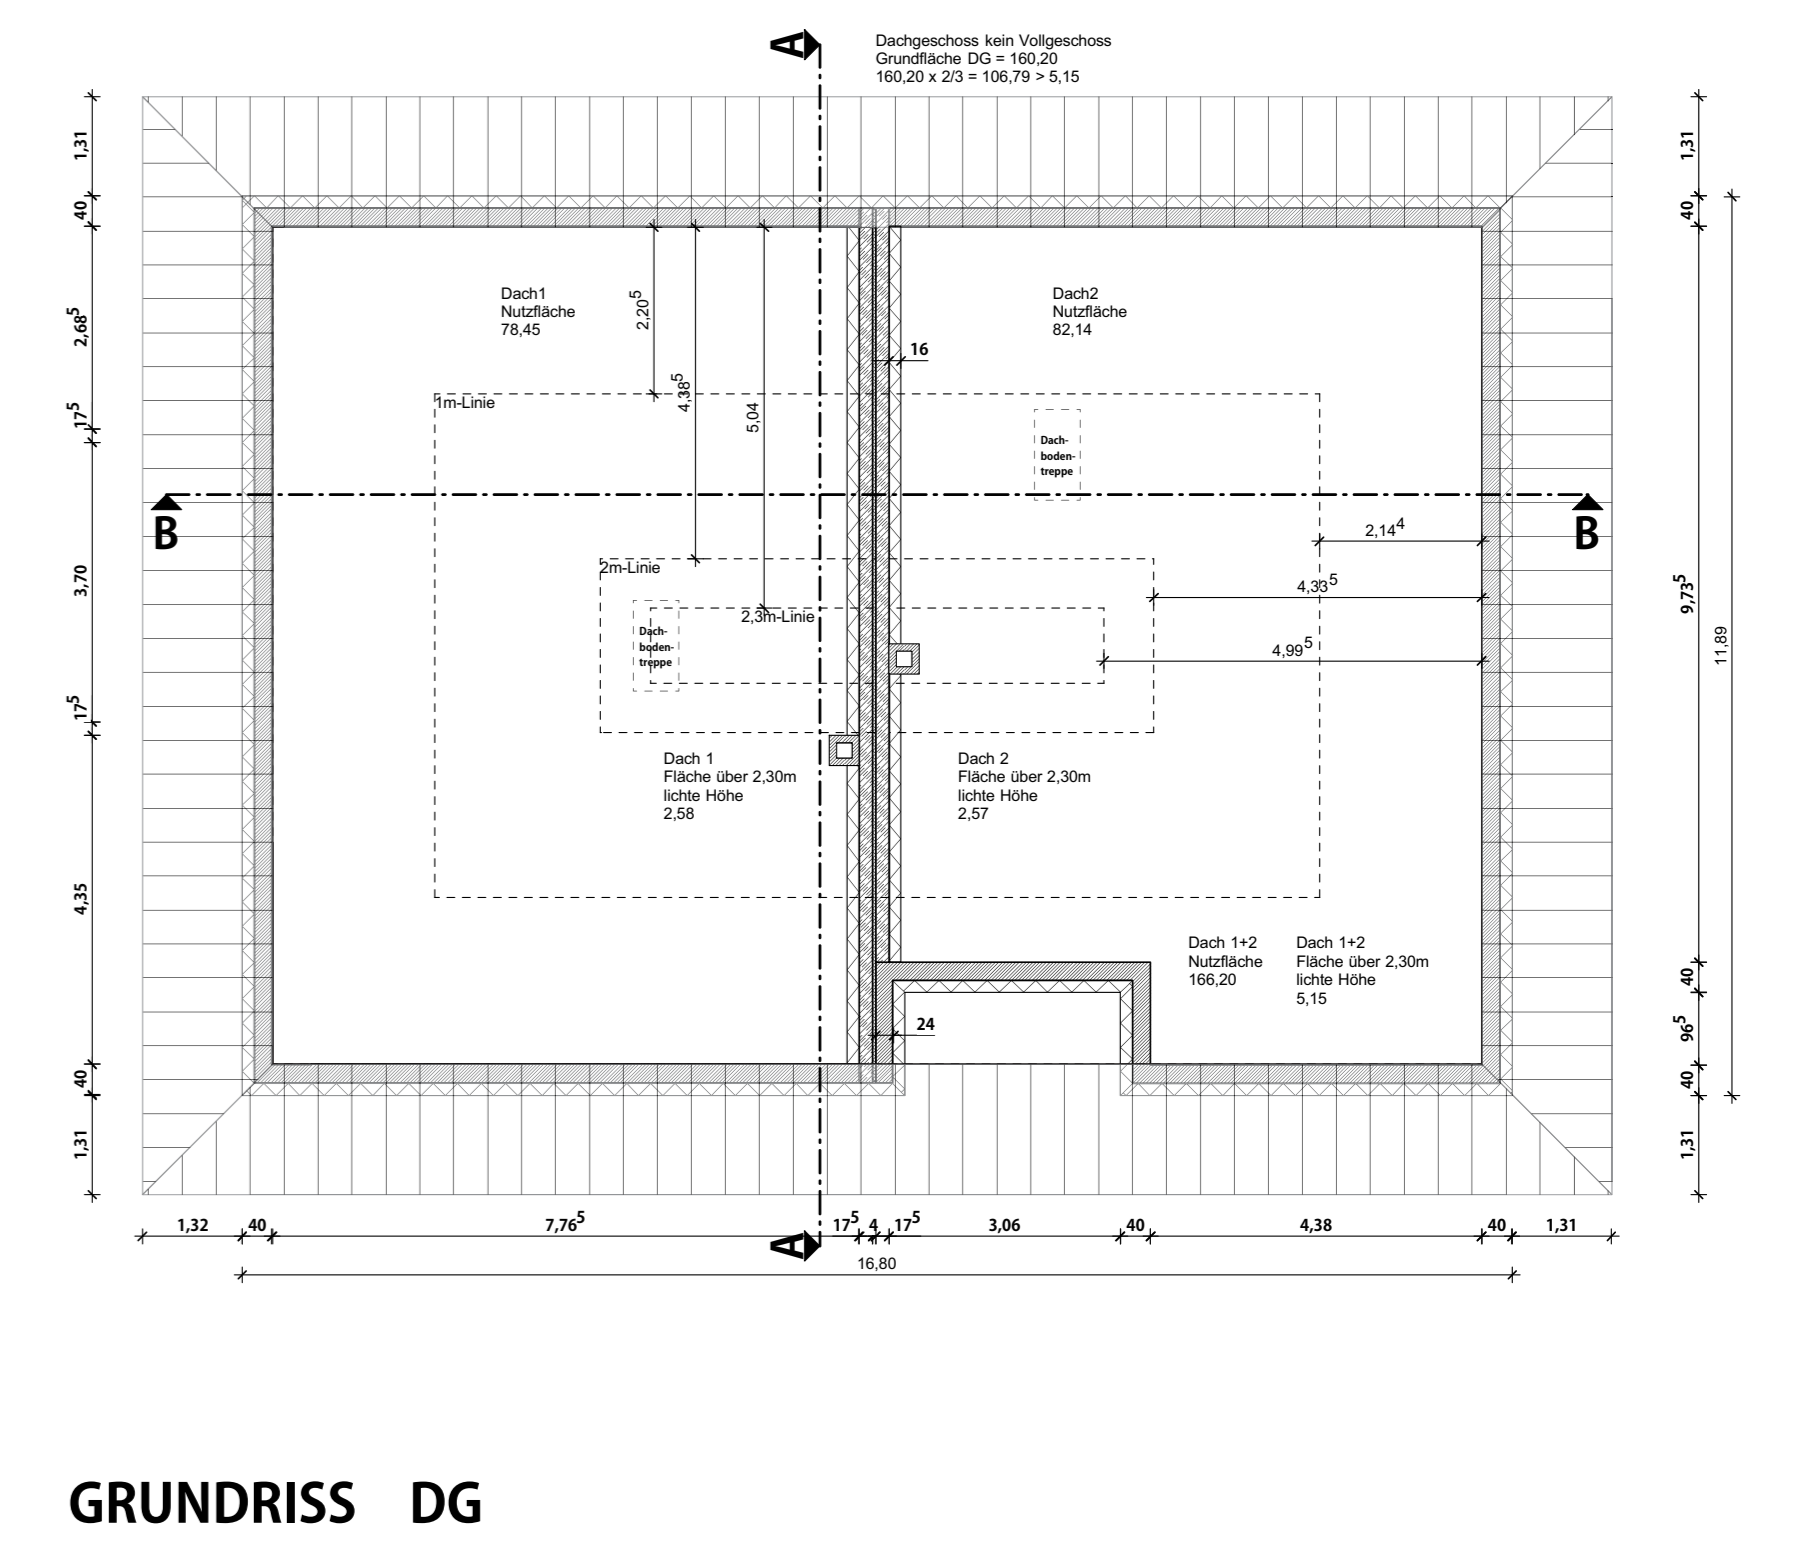 A
Dachgeschoss kein Vollgeschoss
Grundfläche DG = 160,20
160,20 x 2/3 = 106,79 > 5,15
1,31
40
2,68⁵
17⁵
3,70
17⁵
4,35
40
1,31
Dach1
Nutzfläche
78,45
2,20⁵
4,38⁵
5,04
Dach2
Nutzfläche
82,14
16
1m-Linie
Dach-
boden-
treppe
B
B
2,14⁴
2m-Linie
4,33⁵
2,3m-Linie
Dach-
boden-
treppe
4,99⁵
Dach 1
Fläche über 2,30m
lichte Höhe
2,58
Dach 2
Fläche über 2,30m
lichte Höhe
2,57
Dach 1+2
Nutzfläche
166,20
Dach 1+2
Fläche über 2,30m
lichte Höhe
5,15
24
1,31
40
9,73⁵
40
96⁵
40
1,31
11,89
1,32
40
7,76⁵
17⁵
4
17⁵
3,06
40
4,38
40
1,31
A
16,80
GRUNDRISS DG